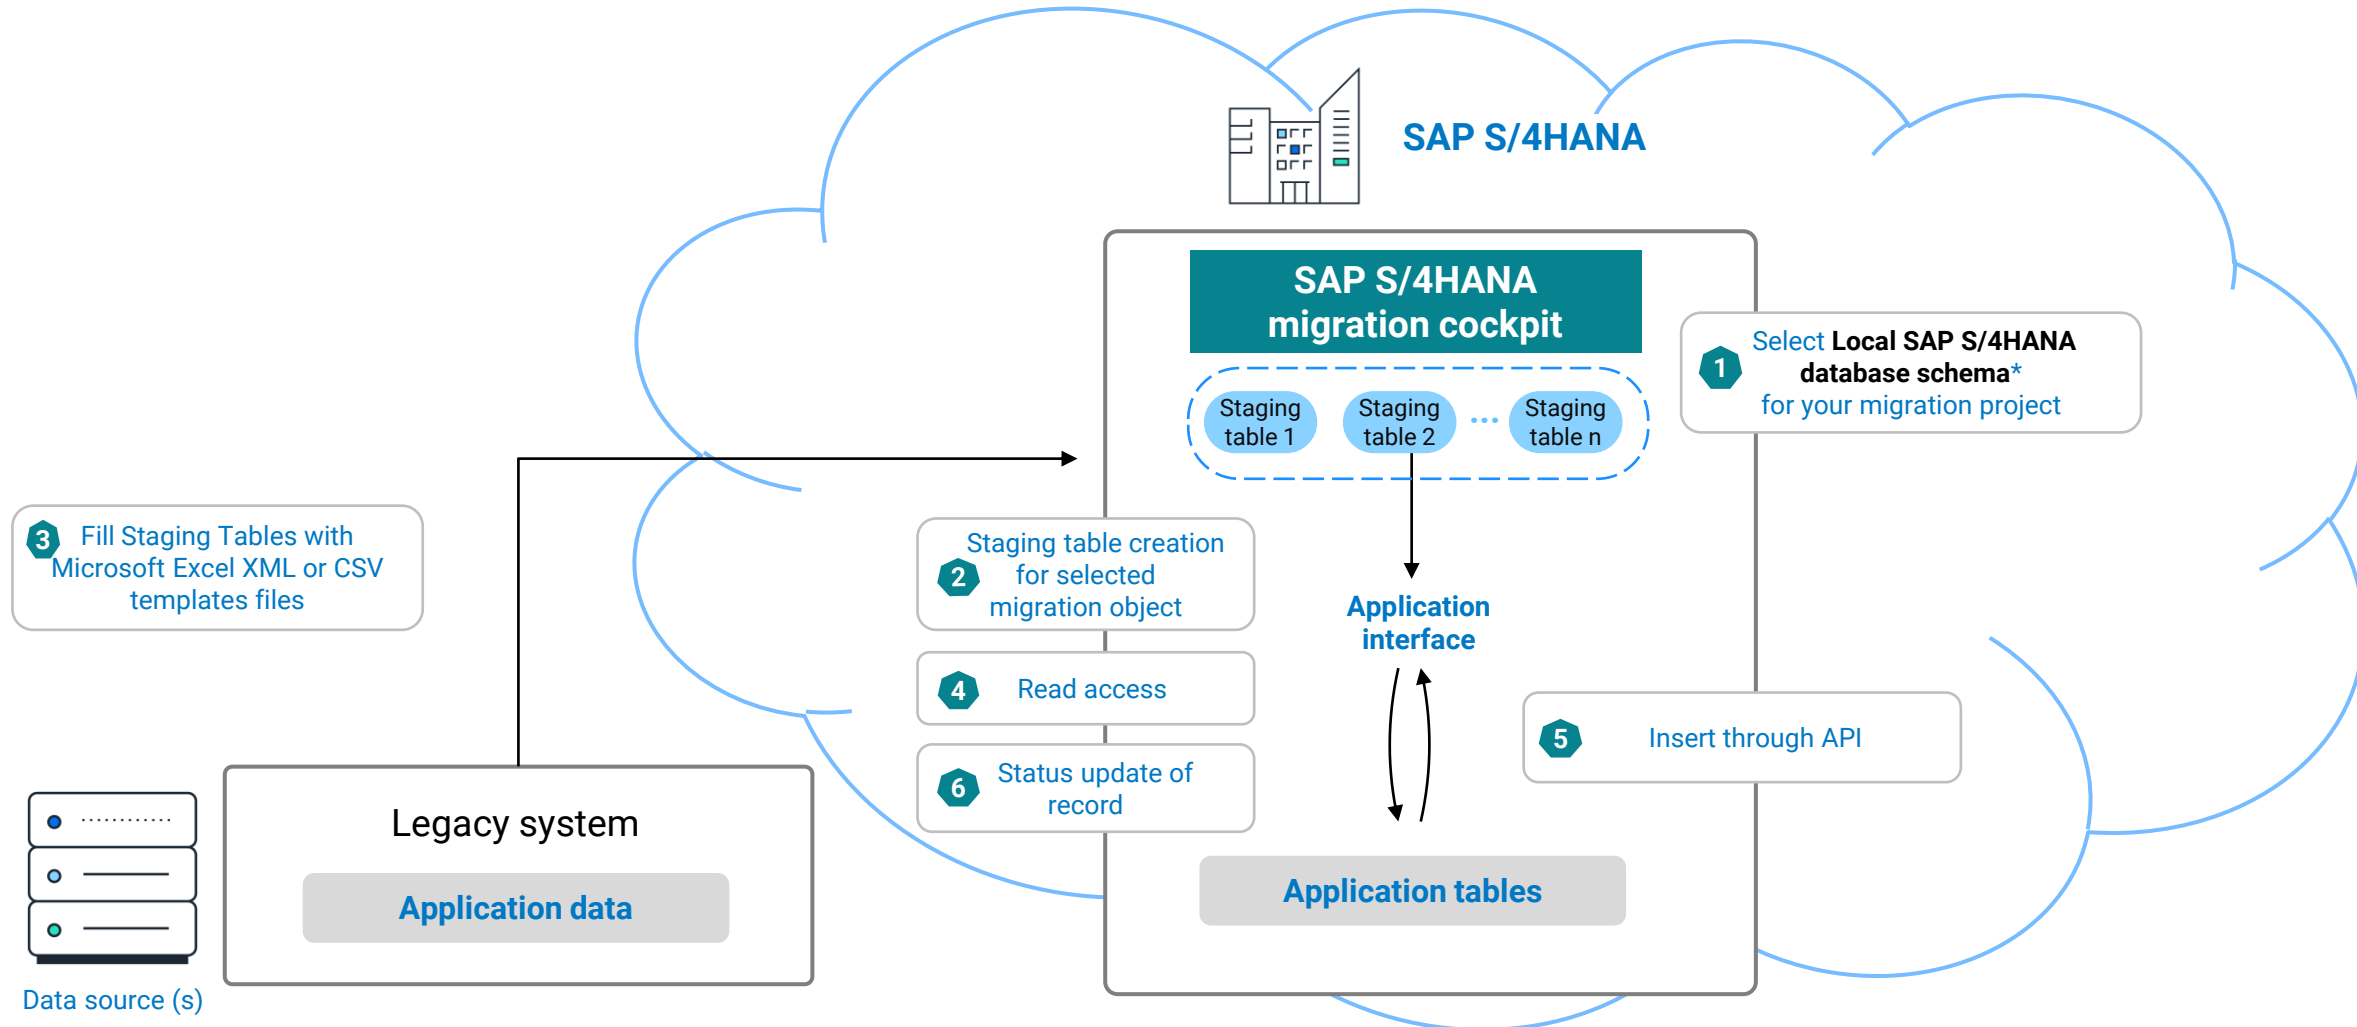 SAP S/4HANA
SAP S/4HANA
migration cockpit
Staging
table 1
Staging
table 2
...
Staging
table n
1
Select Local SAP S/4HANA
database schema*
for your migration project
3
Fill Staging Tables with
Microsoft Excel XML or CSV
templates files
2
Staging table creation
for selected
migration object
Application
interface
4
Read access
5
Insert through API
6
Status update of
record
Legacy system
Application data
Application tables
Data source (s)